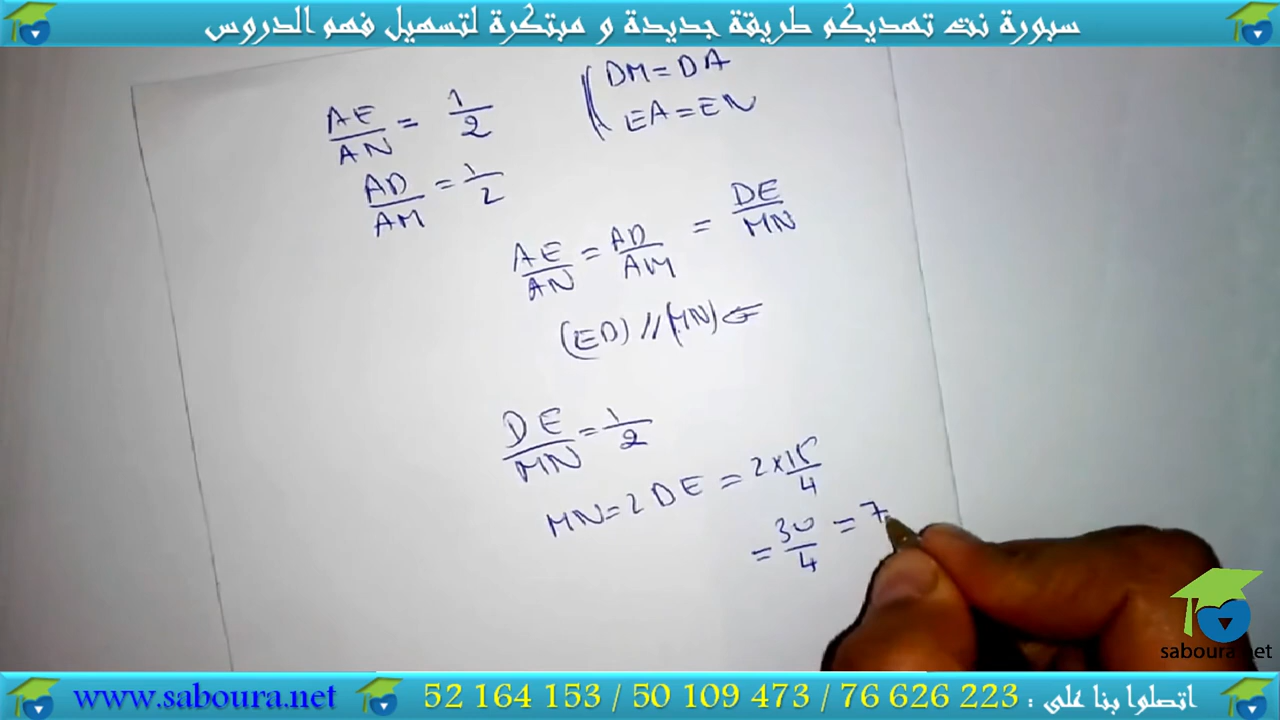 سبورة نت تهديكم طريقة جديدة و مبتكرة لتسهيل فهم الدروس
AE/AN = 1/2
DM = DA
EA = EN
AD/AM = 1/2
AE/AN = AD/AM = DE/MN
(ED) // (MN) ⇐
DE/MN = 1/2
MN = 2DE = 2 × 15/4
= 30/4 = 7
saboura.net
www.saboura.net
اتصلوا بنا على : 52 164 153 / 50 109 473 / 76 626 223